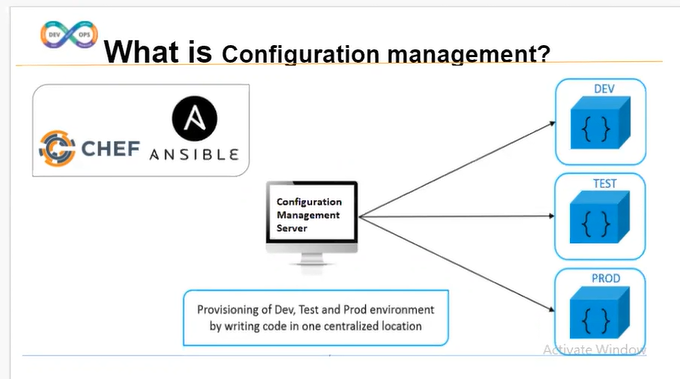 DEV OPS
What is Configuration management?
CHEF
ANSIBLE
Configuration
Management
Server
DEV
{ }
TEST
{ }
PROD
{ }
Provisioning of Dev, Test and Prod environment
by writing code in one centralized location
Activate Window